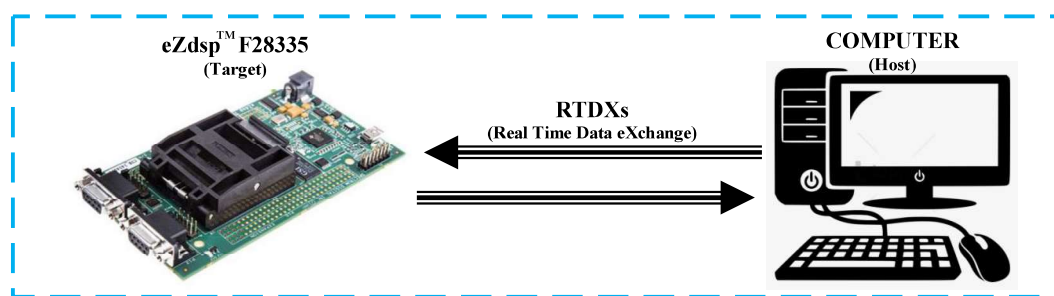 eZdsp™ F28335
(Target)
COMPUTER
(Host)
RTDXs
(Real Time Data eXchange)